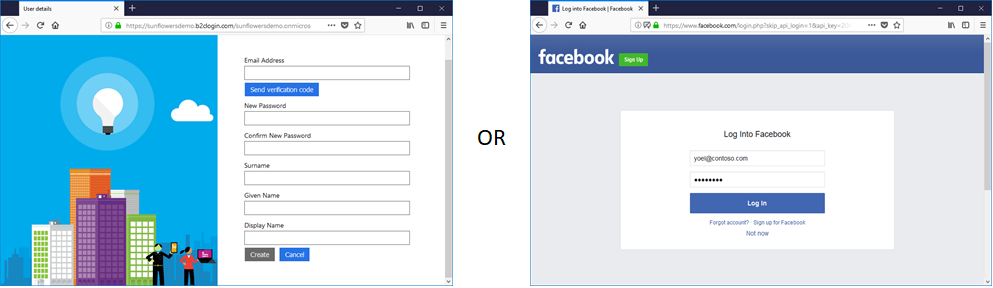 User details
https://sunflowersdemo.b2clogin.com/sunflowersdemo.onmicros
Email Address
Send verification code
New Password
Confirm New Password
Surname
Given Name
Display Name
Create Cancel
OR
Log into Facebook | Facebook
https://www.facebook.com/login.php?skip_api_login=1&api_key=2
facebook
Sign Up
Log Into Facebook
yoel@contoso.com
Log In
Forgot account? · Sign up for Facebook
Not now